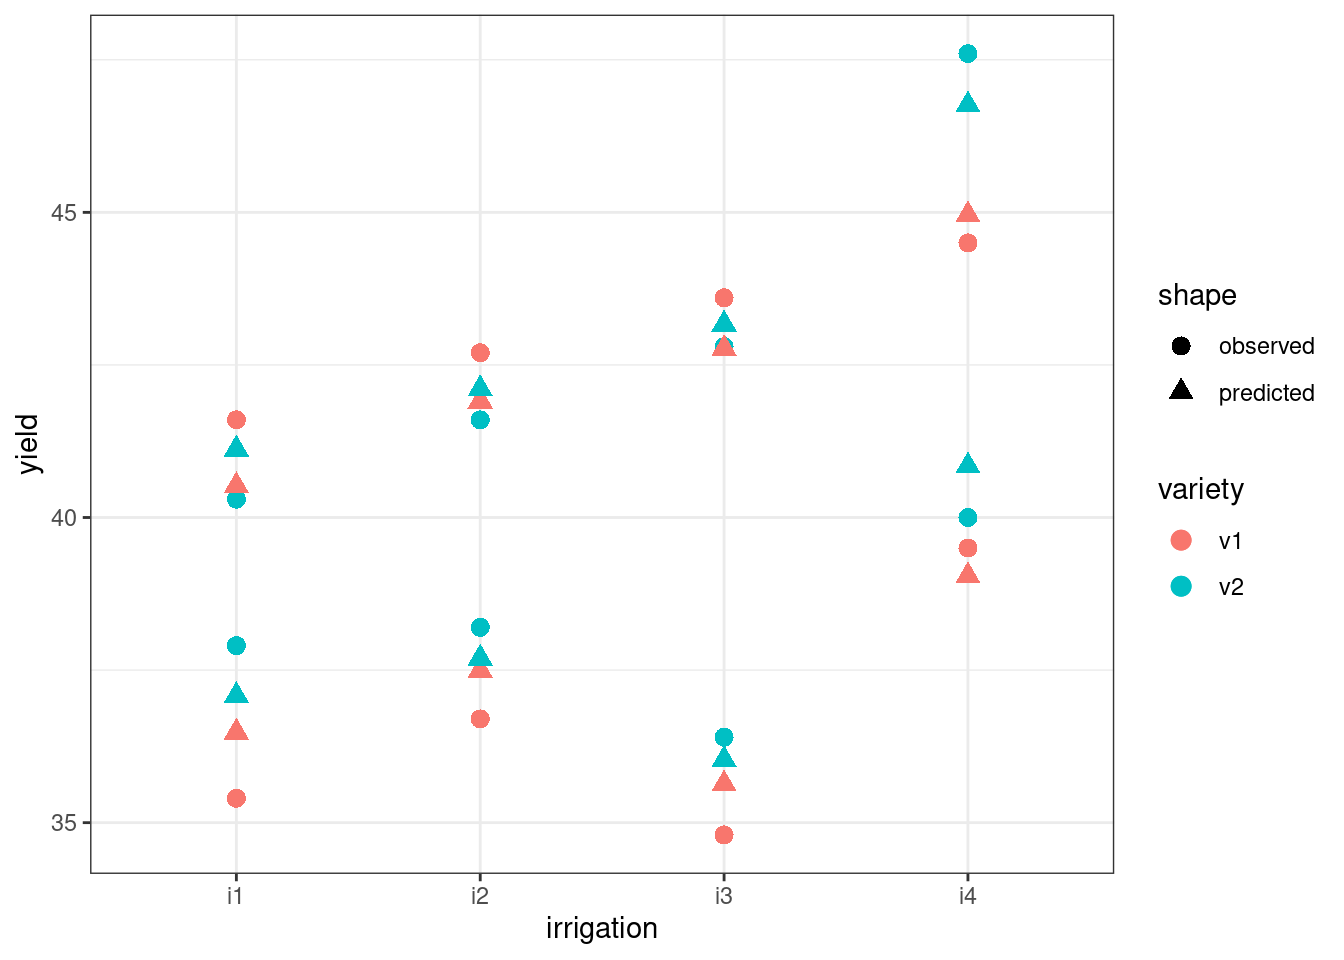 45
40
35
yield
i1 i2 i3 i4
irrigation
shape
observed
predicted
variety
v1
v2